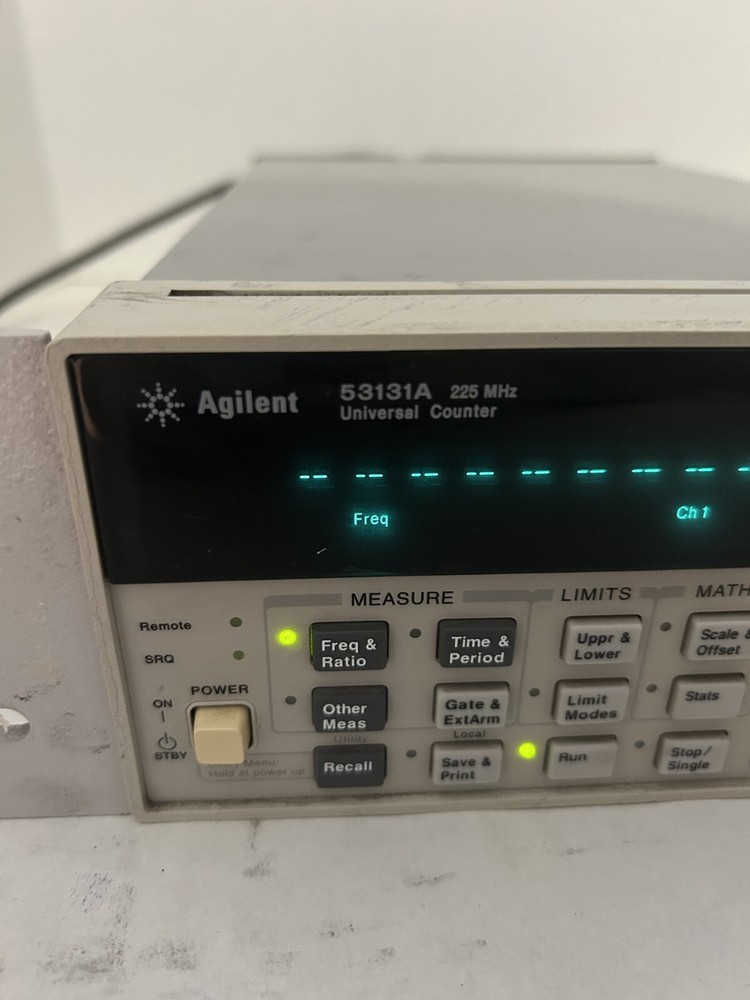 Agilent
53131A 225 MHz
Universal Counter
-- -- -- -- -- -- -- --
Freq Ch 1
MEASURE LIMITS MATH
Remote
SRQ
POWER
ON
STBY
Freq &
Ratio
Time &
Period
Uppr &
Lower
Scale &
Offset
Other
Meas
Gate &
ExtArm
Limit
Modes
Stats
Utility
Local
Menu:
Hold at power up
Recall
Save &
Print
Run
Stop/
Single